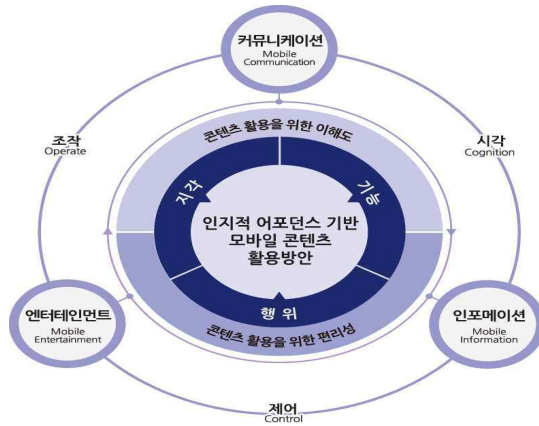 커뮤니케이션
Mobile
Communication
조작
Operate
시각
Cognition
콘텐츠 활용을 위한 이해도
지각
기능
인지적 어포던스 기반
모바일 콘텐츠
활용방안
행위
콘텐츠 활용을 위한 편리성
엔터테인먼트
Mobile
Entertainment
인포메이션
Mobile
Information
제어
Control